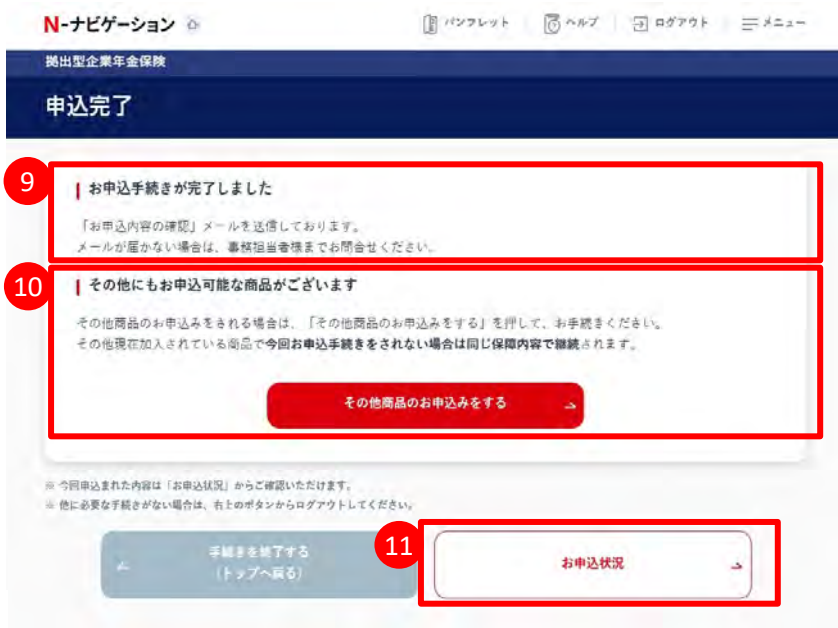 N-ナビゲーション
パンフレット ヘルプ ログアウト メニュー
拠出型企業年金保険
申込完了
9
お申込手続きが完了しました
「お申込内容の確認」メールを送信しております。
メールが届かない場合は、事務担当者様までお問合せください。
10
その他にもお申込可能な商品がございます
その他商品のお申込みをされる場合は、「その他商品のお申込みをする」を押して、お手続きください。
その他現在加入されている商品で今回お申込手続きをされない場合は同じ保障内容で継続されます。
その他商品のお申込みをする
※ 今回申込まれた内容は「お申込状況」からご確認いただけます。
※ 他に必要な手続きがない場合は、右上のボタンからログアウトしてください。
手続きを終了する
(トップへ戻る)
11
お申込状況